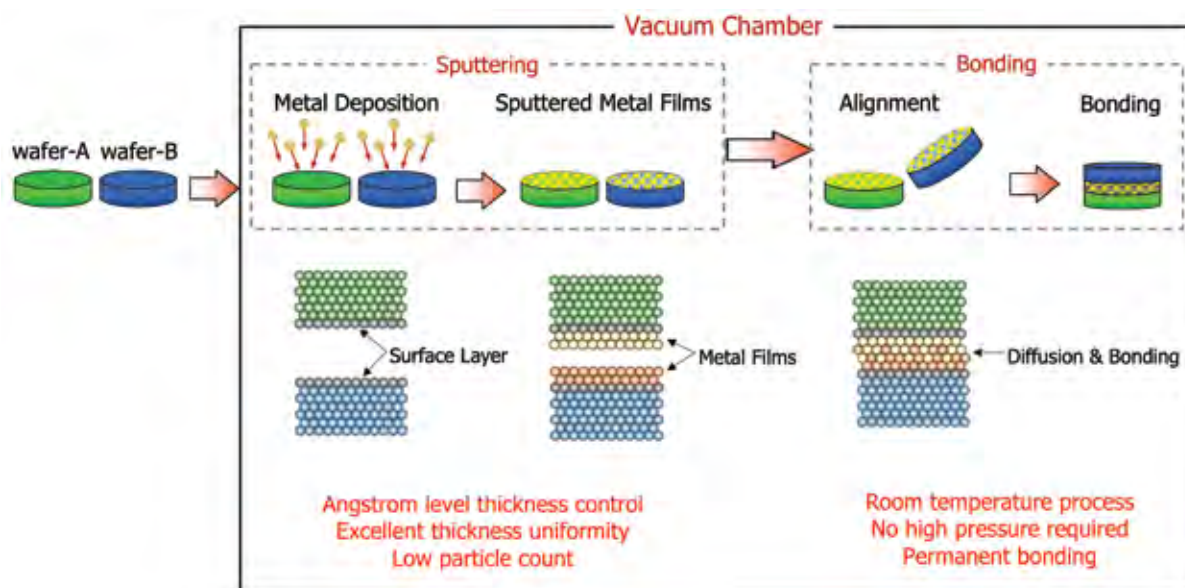 Vacuum Chamber
Sputtering
Bonding
Metal Deposition
Sputtered Metal Films
Alignment
Bonding
wafer-A
wafer-B
Surface Layer
Metal Films
Diffusion & Bonding
Angstrom level thickness control
Excellent thickness uniformity
Low particle count
Room temperature process
No high pressure required
Permanent bonding